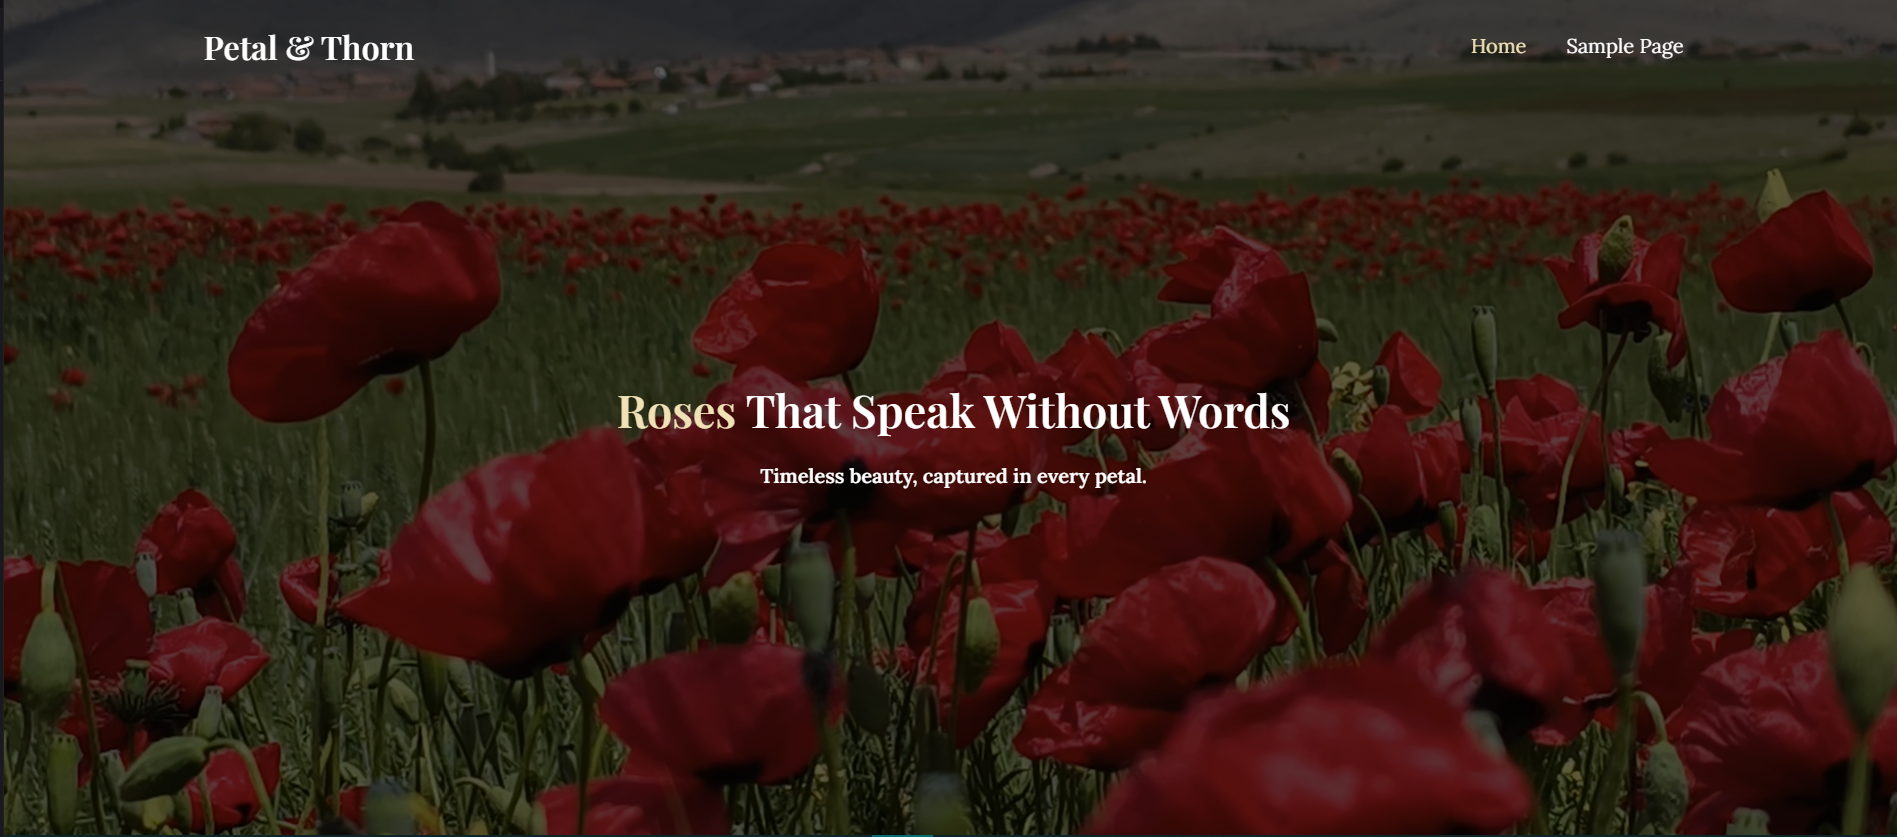 Petal & Thorn
Home
Sample Page
Roses That Speak Without Words
Timeless beauty, captured in every petal.